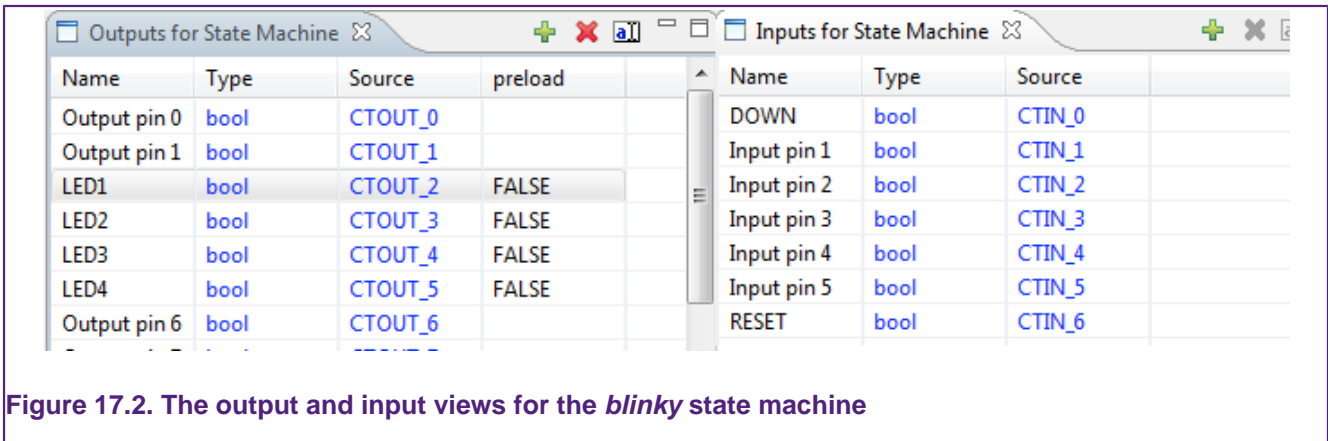 Outputs for State Machine
Name Type Source preload
Output pin 0 bool CTOUT_0
Output pin 1 bool CTOUT_1
LED1 bool CTOUT_2 FALSE
LED2 bool CTOUT_3 FALSE
LED3 bool CTOUT_4 FALSE
LED4 bool CTOUT_5 FALSE
Output pin 6 bool CTOUT_6
Inputs for State Machine
Name Type Source
DOWN bool CTIN_0
Input pin 1 bool CTIN_1
Input pin 2 bool CTIN_2
Input pin 3 bool CTIN_3
Input pin 4 bool CTIN_4
Input pin 5 bool CTIN_5
RESET bool CTIN_6
Figure 17.2. The output and input views for the blinky state machine